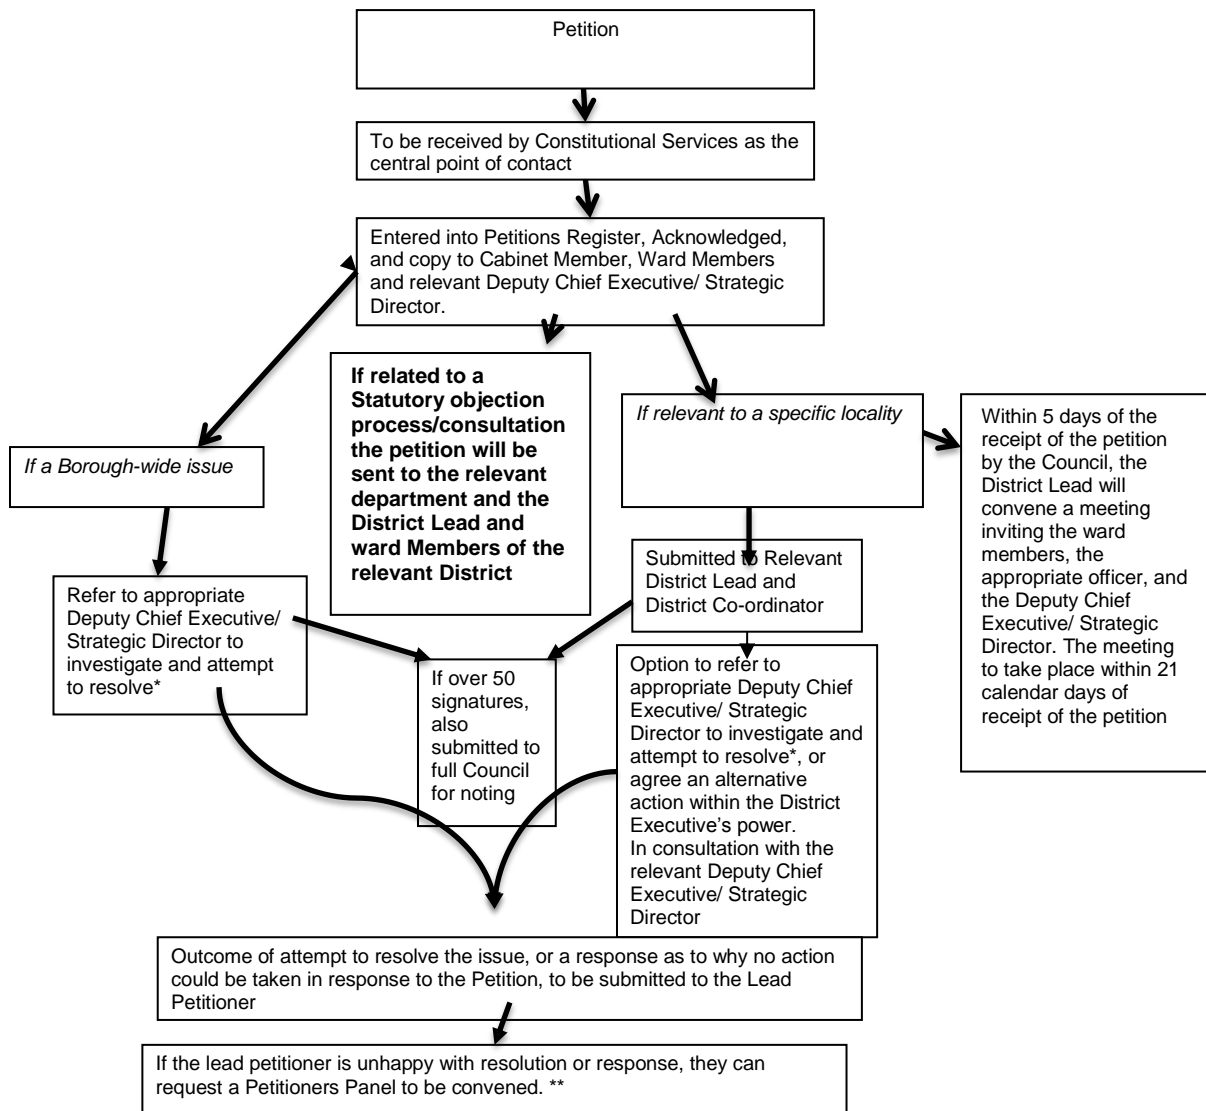 Petition
To be received by Constitutional Services as the
central point of contact
Entered into Petitions Register, Acknowledged,
and copy to Cabinet Member, Ward Members
and relevant Deputy Chief Executive/ Strategic
Director.
If related to a
Statutory objection
process/consultation
the petition will be
sent to the relevant
department and the
District Lead and
ward Members of the
relevant District
If relevant to a specific locality
Within 5 days of the
receipt of the petition
by the Council, the
District Lead will
convene a meeting
inviting the ward
members, the
appropriate officer, and
the Deputy Chief
Executive/ Strategic
Director. The meeting
to take place within 21
calendar days of
receipt of the petition
If a Borough-wide issue
Refer to appropriate
Deputy Chief Executive/
Strategic Director to
investigate and attempt
to resolve*
Submitted to Relevant
District Lead and
District Co-ordinator
If over 50
signatures,
also
submitted to
full Council
for noting
Option to refer to
appropriate Deputy Chief
Executive/ Strategic
Director to investigate and
attempt to resolve*, or
agree an alternative
action within the District
Executive’s power.
In consultation with the
relevant Deputy Chief
Executive/ Strategic
Director
Outcome of attempt to resolve the issue, or a response as to why no action
could be taken in response to the Petition, to be submitted to the Lead
Petitioner
If the lead petitioner is unhappy with resolution or response, they can
request a Petitioners Panel to be convened. **